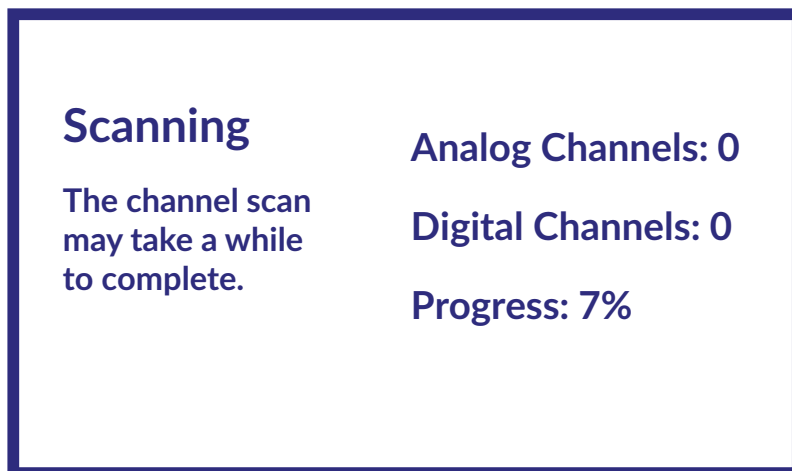 Scanning
The channel scan
may take a while
to complete.
Analog Channels: 0
Digital Channels: 0
Progress: 7%